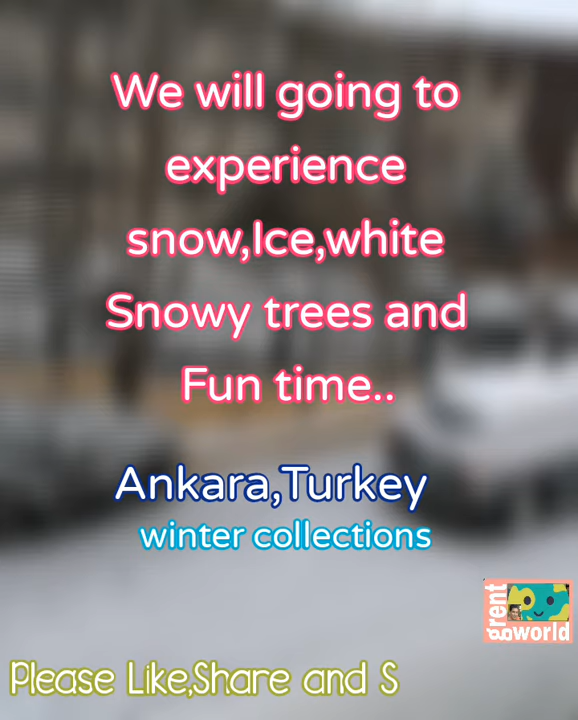 We will going to
experience
snow,Ice,white
Snowy trees and
Fun time..
Ankara,Turkey
winter collections
grent
world
Please Like,Share and S